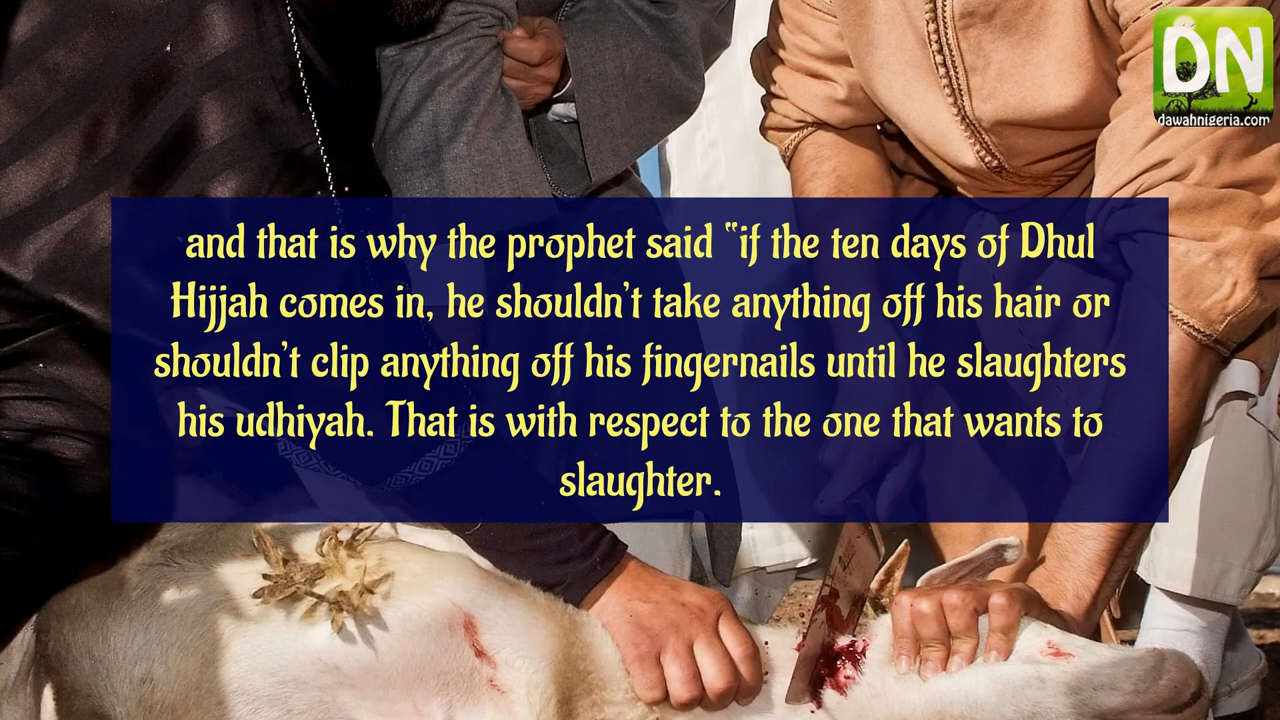 DN
dawahnigeria.com
and that is why the prophet said “if the ten days of Dhul
Hijjah comes in, he shouldn’t take anything off his hair or
shouldn’t clip anything off his fingernails until he slaughters
his udhiyah. That is with respect to the one that wants to
slaughter.